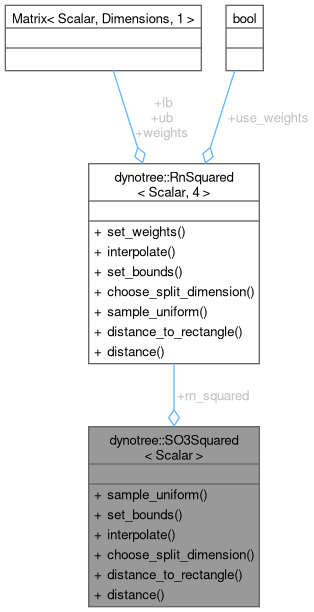 Matrix< Scalar, Dimensions, 1 >
bool
+lb
+ub
+weights
+use_weights
dynotree::RnSquared
< Scalar, 4 >
+ set_weights()
+ interpolate()
+ set_bounds()
+ choose_split_dimension()
+ sample_uniform()
+ distance_to_rectangle()
+ distance()
+rn_squared
dynotree::SO3Squared
< Scalar >
+ sample_uniform()
+ set_bounds()
+ interpolate()
+ choose_split_dimension()
+ distance_to_rectangle()
+ distance()